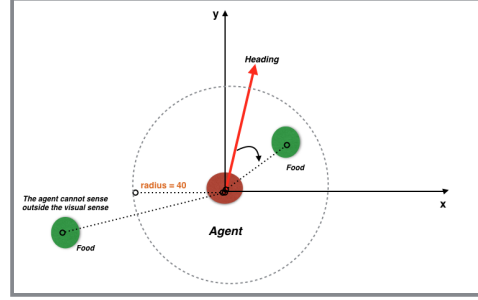 y
Heading
Food
radius = 40
x
The agent cannot sense
outside the visual sense
Agent
Food